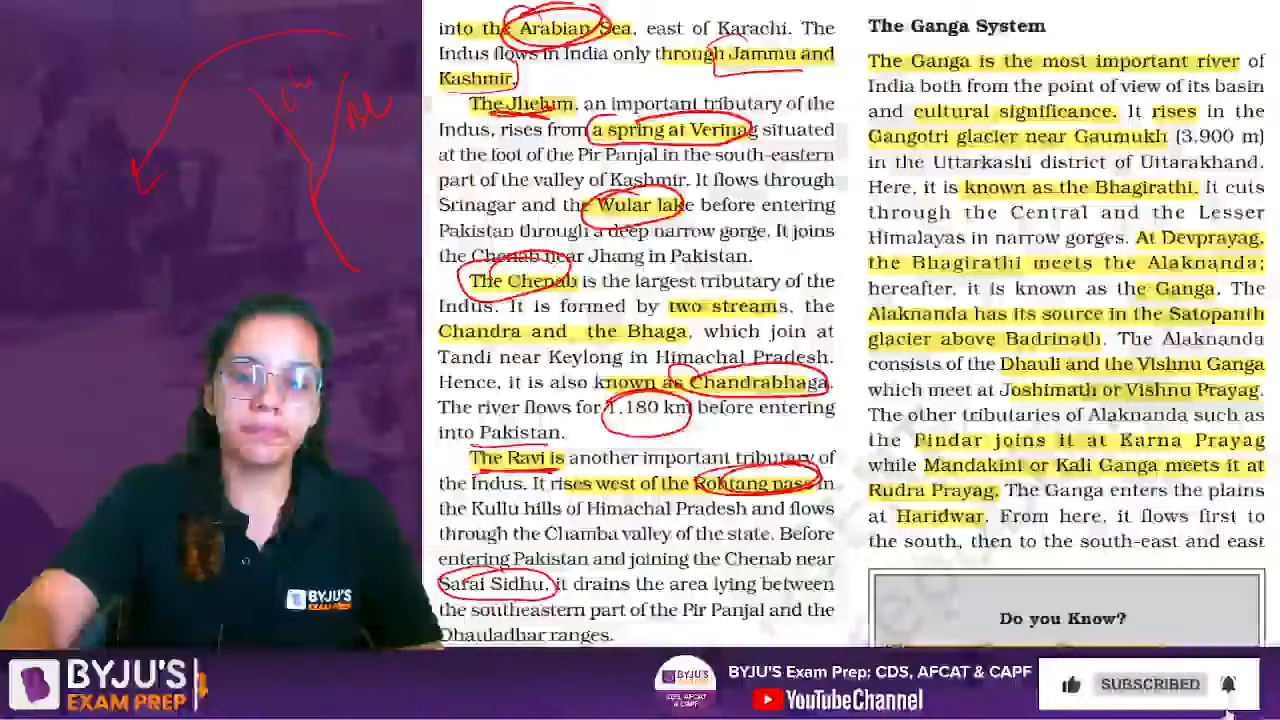 into the Arabian Sea, east of Karachi. The
Indus flows in India only through Jammu and
Kashmir.
The Jhelum, an important tributary of the
Indus, rises from a spring at Verinag situated
at the foot of the Pir Panjal in the south-eastern
part of the valley of Kashmir. It flows through
Srinagar and the Wular lake before entering
Pakistan through a deep narrow gorge. It joins
the Chenab near Jhang in Pakistan.
The Chenab is the largest tributary of the
Indus. It is formed by two streams, the
Chandra and the Bhaga, which join at
Tandi near Keylong in Himachal Pradesh.
Hence, it is also known as Chandrabhaga.
The river flows for 1,180 km before entering
into Pakistan.
The Ravi is another important tributary of
the Indus. It rises west of the Rohtang pass in
the Kullu hills of Himachal Pradesh and flows
through the Chamba valley of the state. Before
entering Pakistan and joining the Chenab near
Sarai Sidhu, it drains the area lying between
the southeastern part of the Pir Panjal and the
Dhauladhar ranges.
The Ganga System
The Ganga is the most important river of
India both from the point of view of its basin
and cultural significance. It rises in the
Gangotri glacier near Gaumukh (3,900 m)
in the Uttarkashi district of Uttarakhand.
Here, it is known as the Bhagirathi. It cuts
through the Central and the Lesser
Himalayas in narrow gorges. At Devprayag,
the Bhagirathi meets the Alaknanda;
hereafter, it is known as the Ganga. The
Alaknanda has its source in the Satopanth
glacier above Badrinath. The Alaknanda
consists of the Dhauli and the Vishnu Ganga
which meet at Joshimath or Vishnu Prayag.
The other tributaries of Alaknanda such as
the Pindar joins it at Karna Prayag
while Mandakini or Kali Ganga meets it at
Rudra Prayag. The Ganga enters the plains
at Haridwar. From here, it flows first to
the south, then to the south-east and east
Do you Know?
BYJU'S
EXAM PREP
BYJU'S
EXAM PREP
BYJU'S
CDS, AFCAT
& CAPF
BYJU'S Exam Prep: CDS, AFCAT & CAPF
YouTubeChannel
SUBSCRIBED